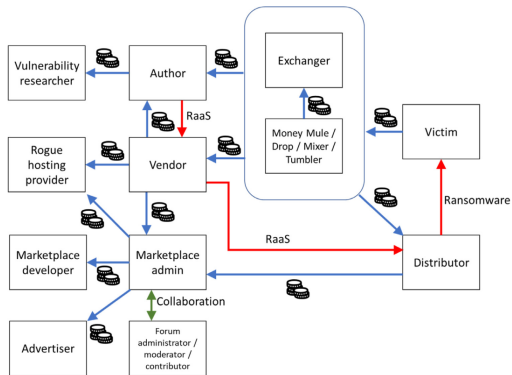 Vulnerability
researcher
Author
Exchanger
RaaS
Money Mule /
Drop / Mixer /
Tumbler
Victim
Rogue
hosting
provider
Vendor
Ransomware
RaaS
Marketplace
developer
Marketplace
admin
Distributor
Collaboration
Advertiser
Forum
administrator /
moderator /
contributor